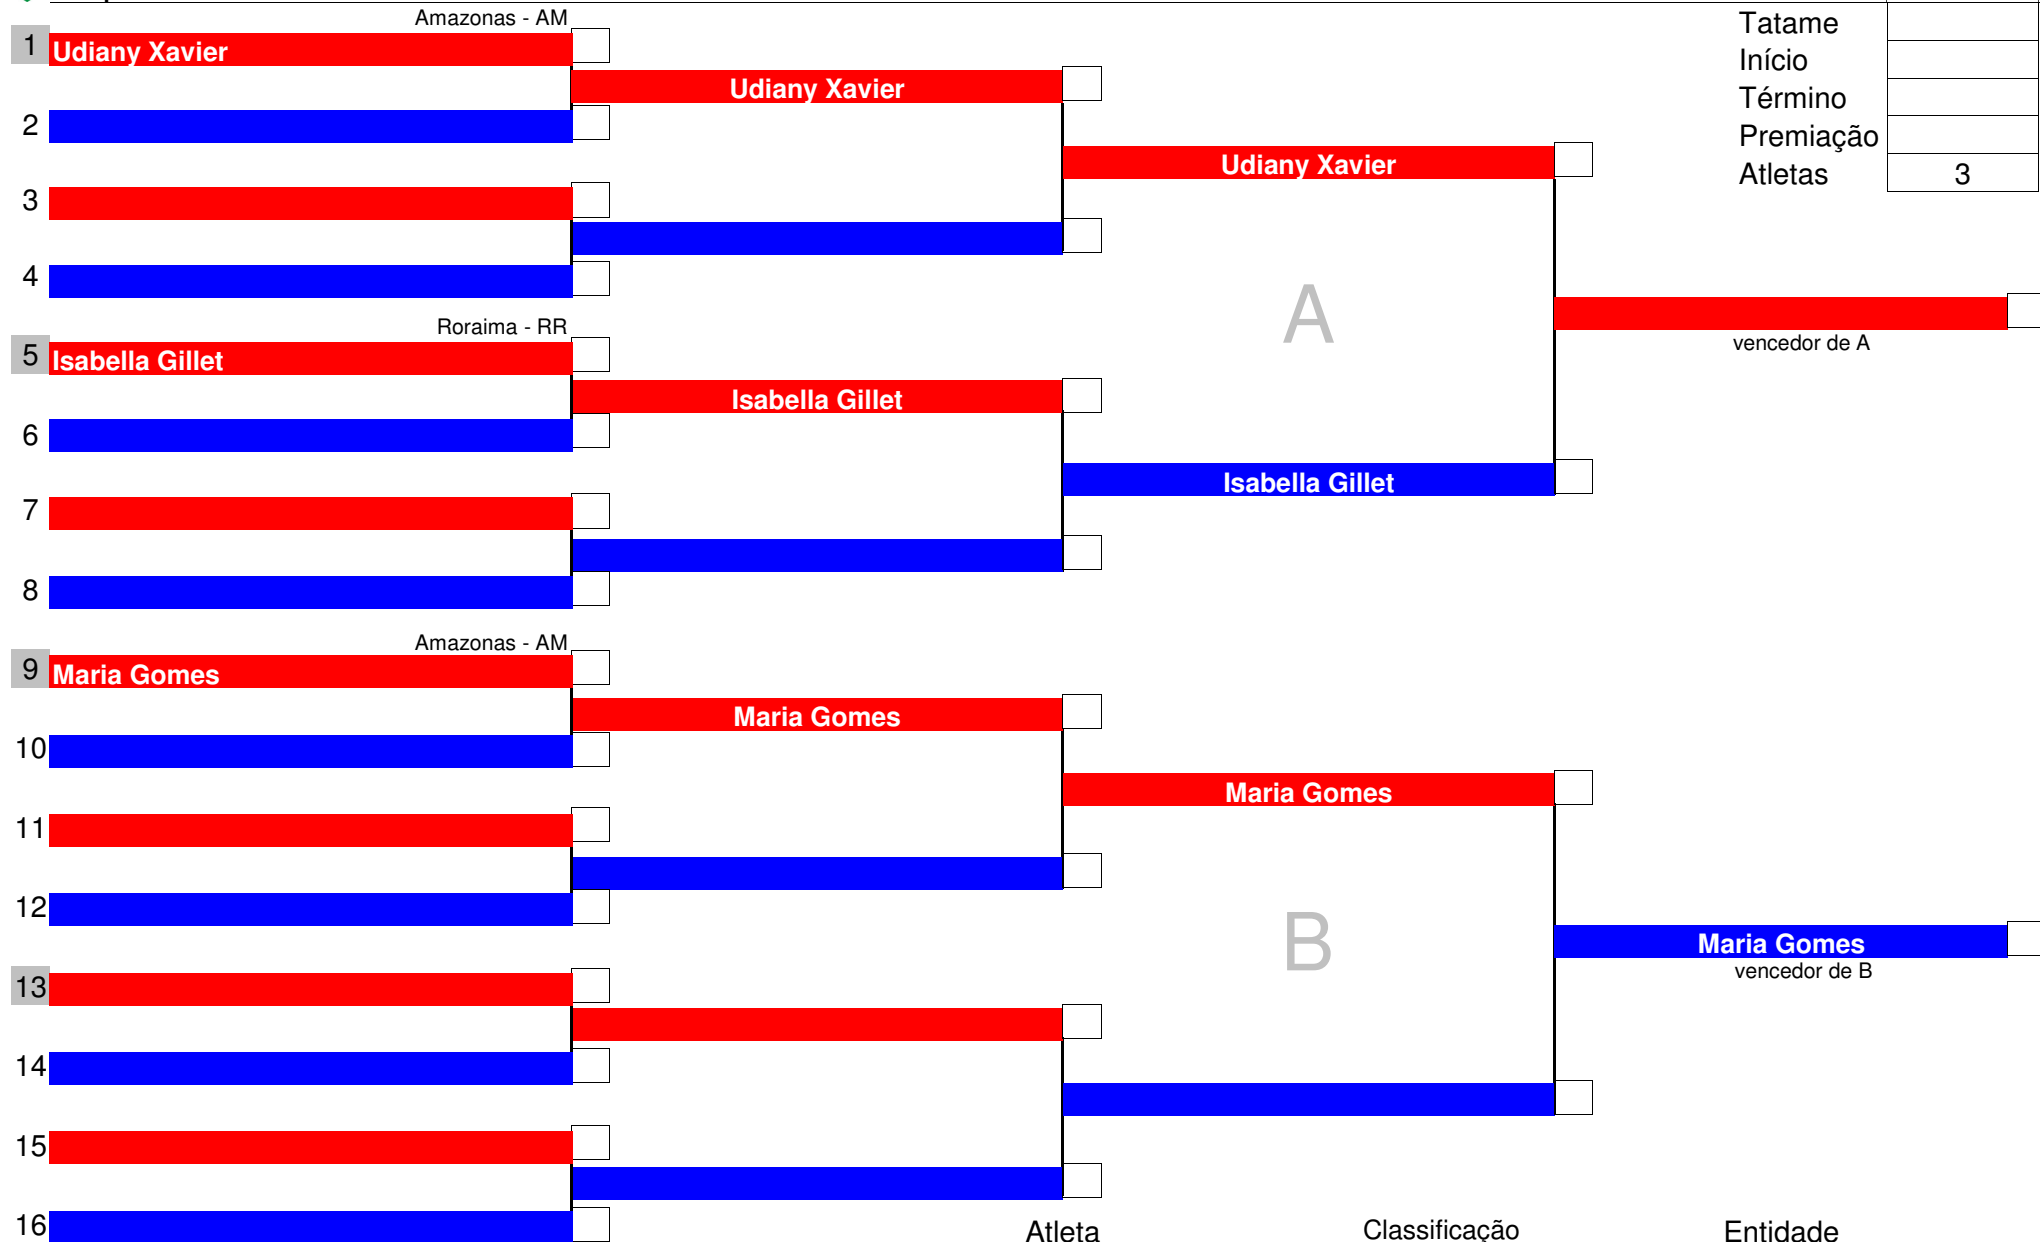 Amazonas - AM
Tatame
1 Udiany Xavier
Início
Udiany Xavier
Término
2
Premiação
Udiany Xavier
Atletas 3
3
4
A
Roraima - RR
vencedor de A
5 Isabella Gillet
Isabella Gillet
6
Isabella Gillet
7
8
Amazonas - AM
9 Maria Gomes
Maria Gomes
10
Maria Gomes
11
12
B
Maria Gomes
vencedor de B
13
14
15
16
Atleta Classificação Entidade